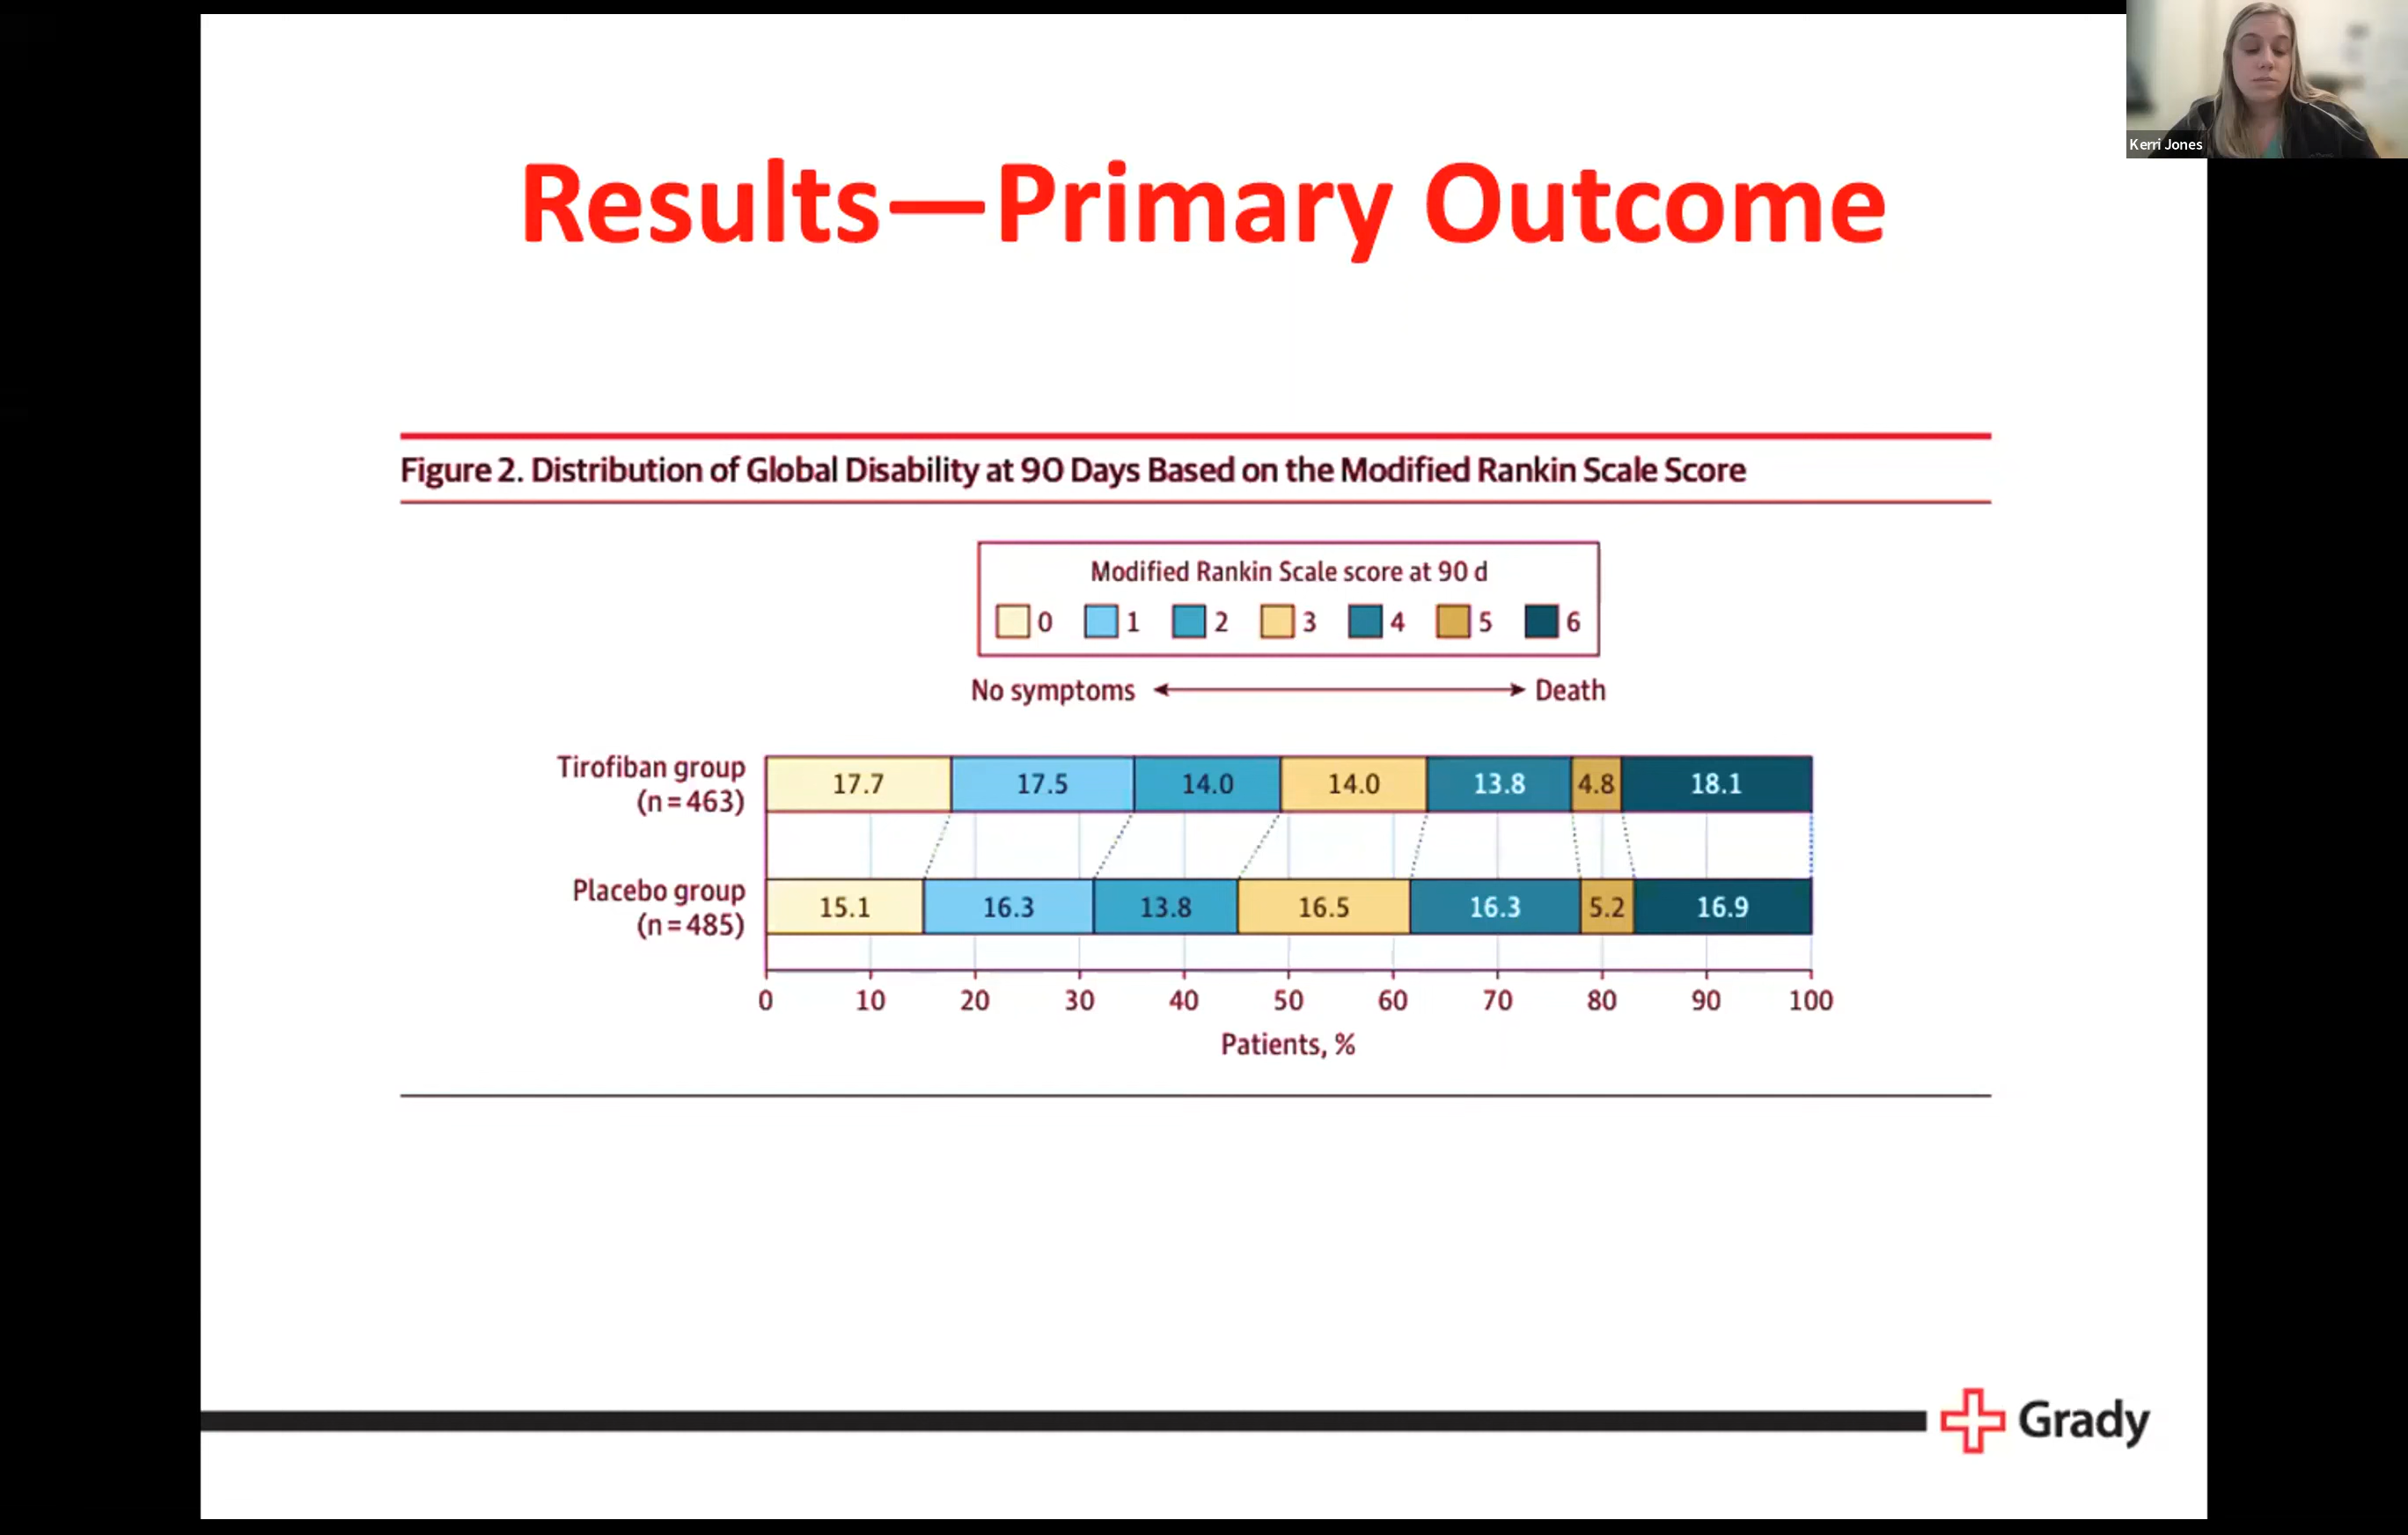 Kerri Jones
Results—Primary Outcome
Figure 2. Distribution of Global Disability at 90 Days Based on the Modified Rankin Scale Score
Modified Rankin Scale score at 90 d
0 1 2 3 4 5 6
No symptoms Death
Tirofiban group
(n=463)
17.7 17.5 14.0 14.0 13.8 4.8 18.1
Placebo group
(n=485)
15.1 16.3 13.8 16.5 16.3 5.2 16.9
0 10 20 30 40 50 60 70 80 90 100
Patients, %
Grady